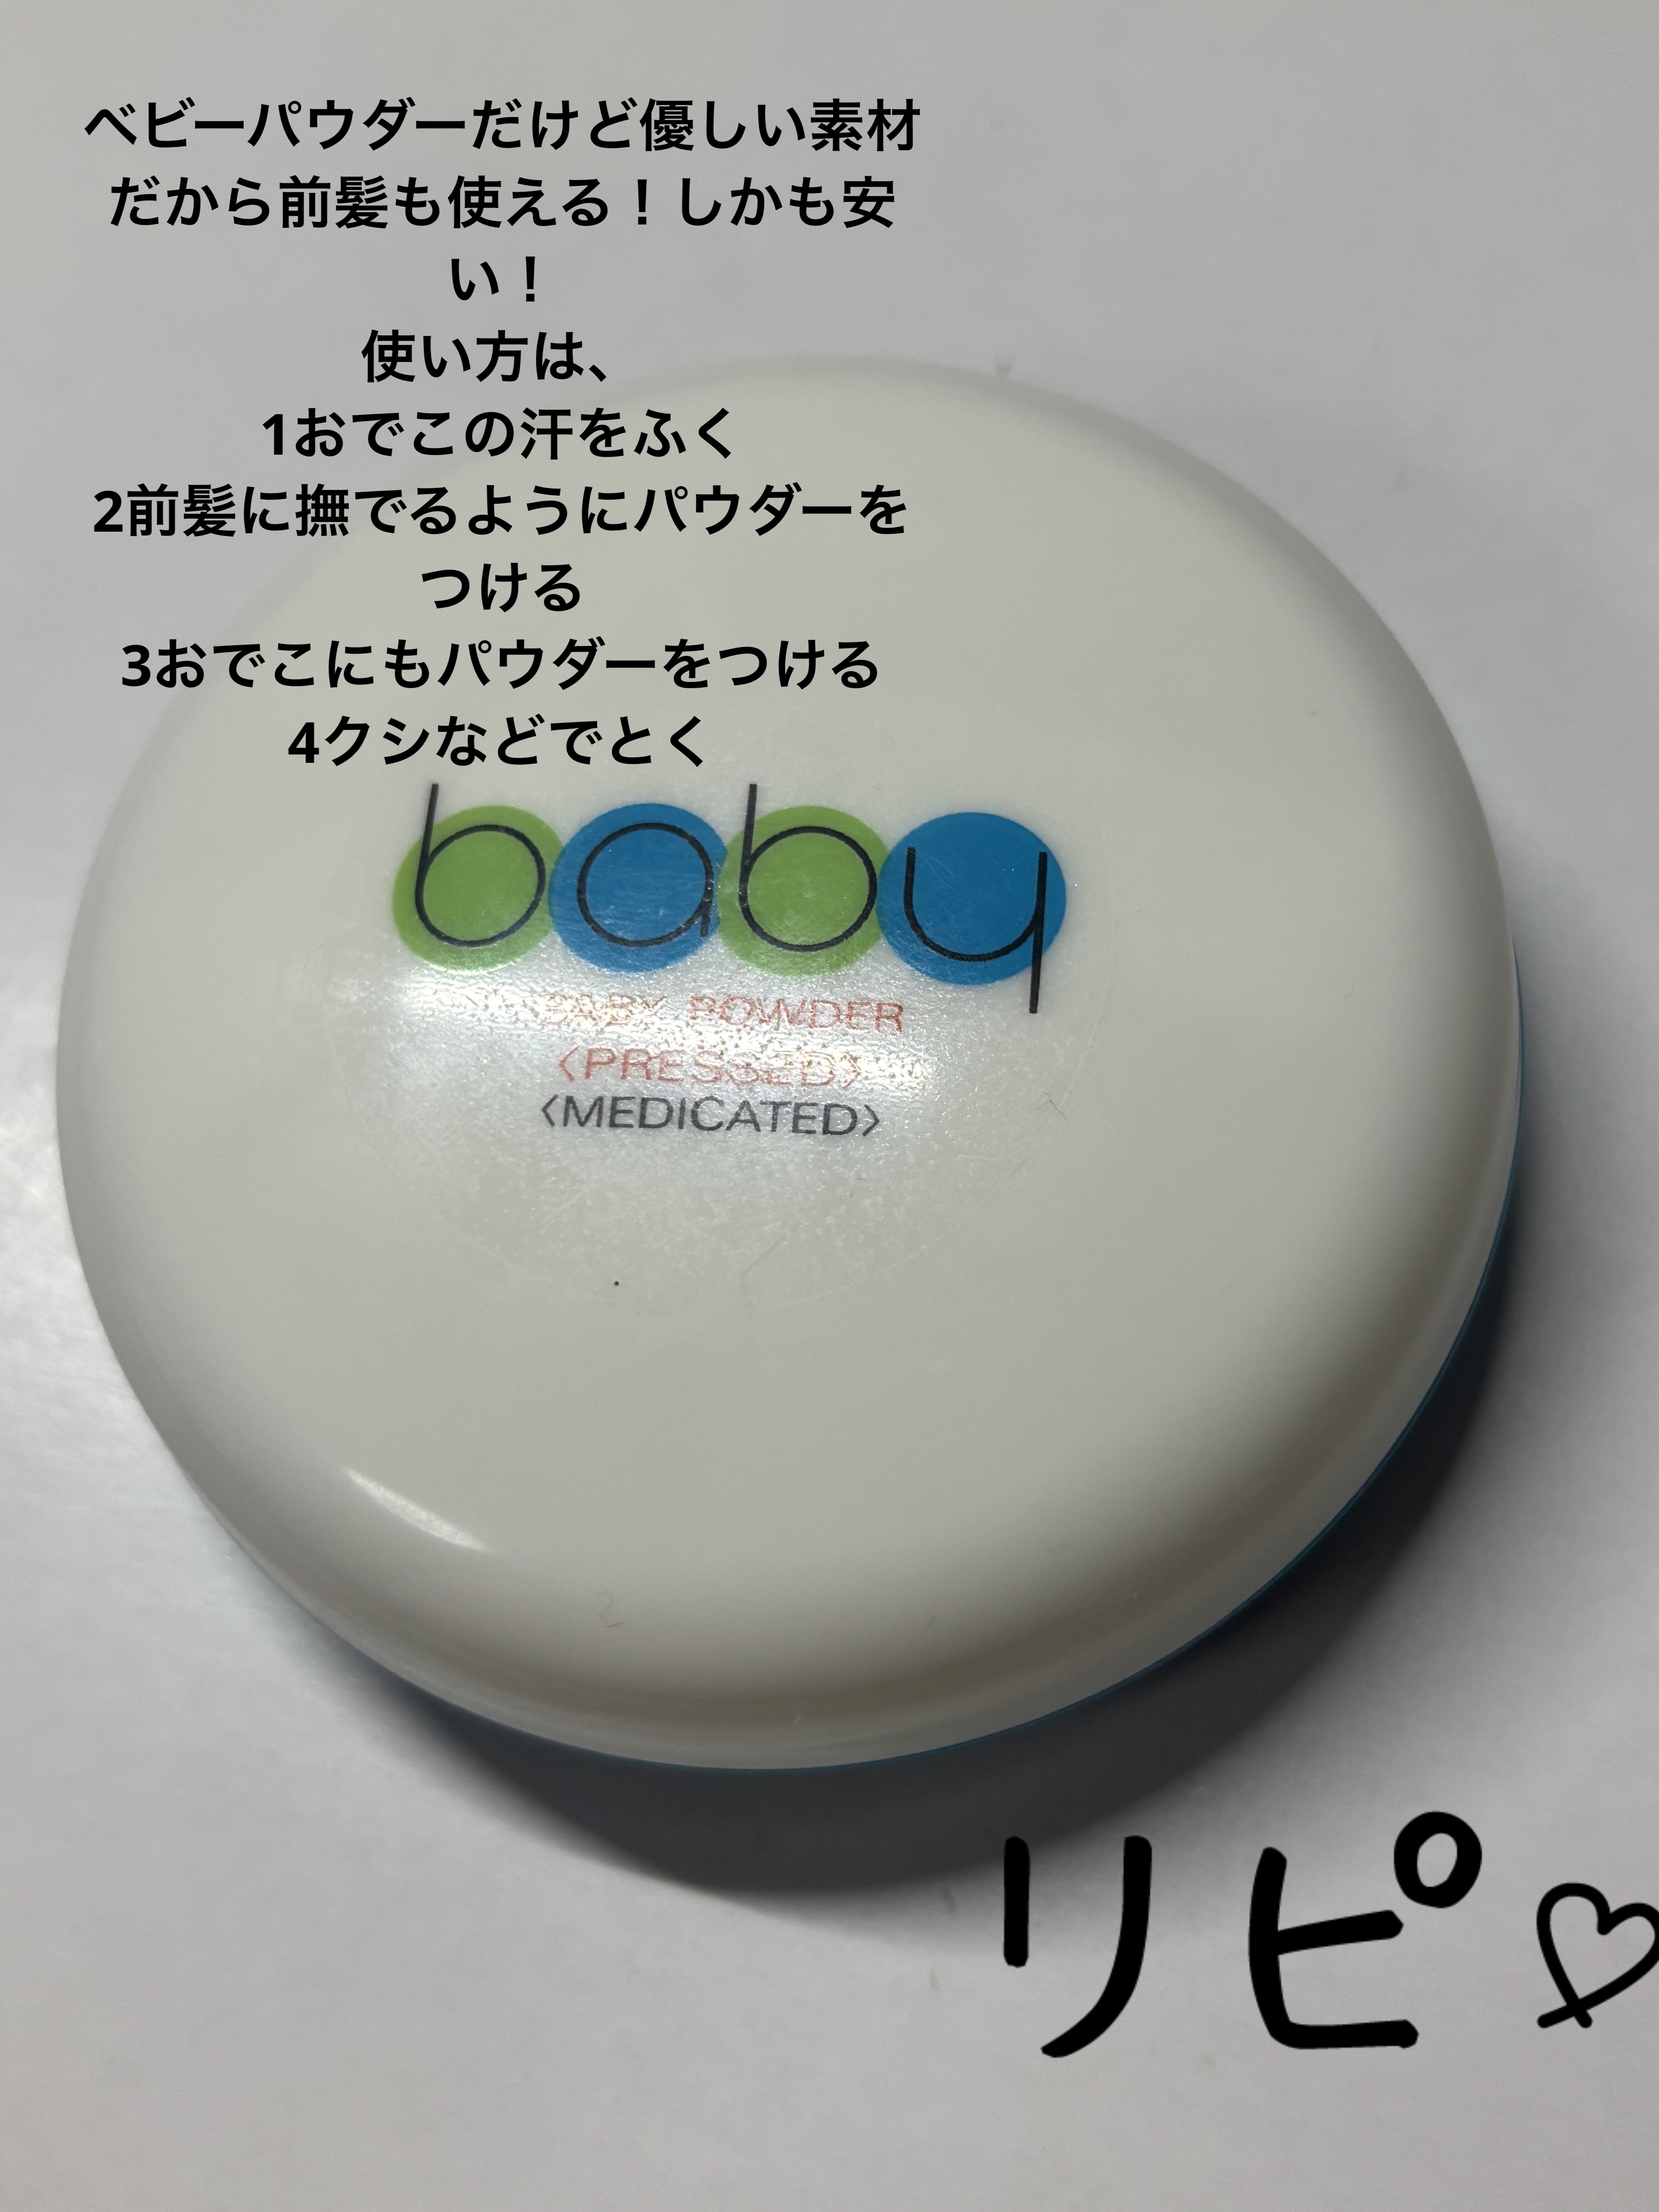 ベビーパウダーだけど優しい素材
だから前髪も使える！しかも安
い！
使い方は、
1おでこの汗をふく
2前髪に撫でるようにパウダーを
つける
3おでこにもパウダーをつける
4クシなどでとく
baby
BABY POWDER
〈PRESSED〉
〈MEDICATED〉
リピ♡